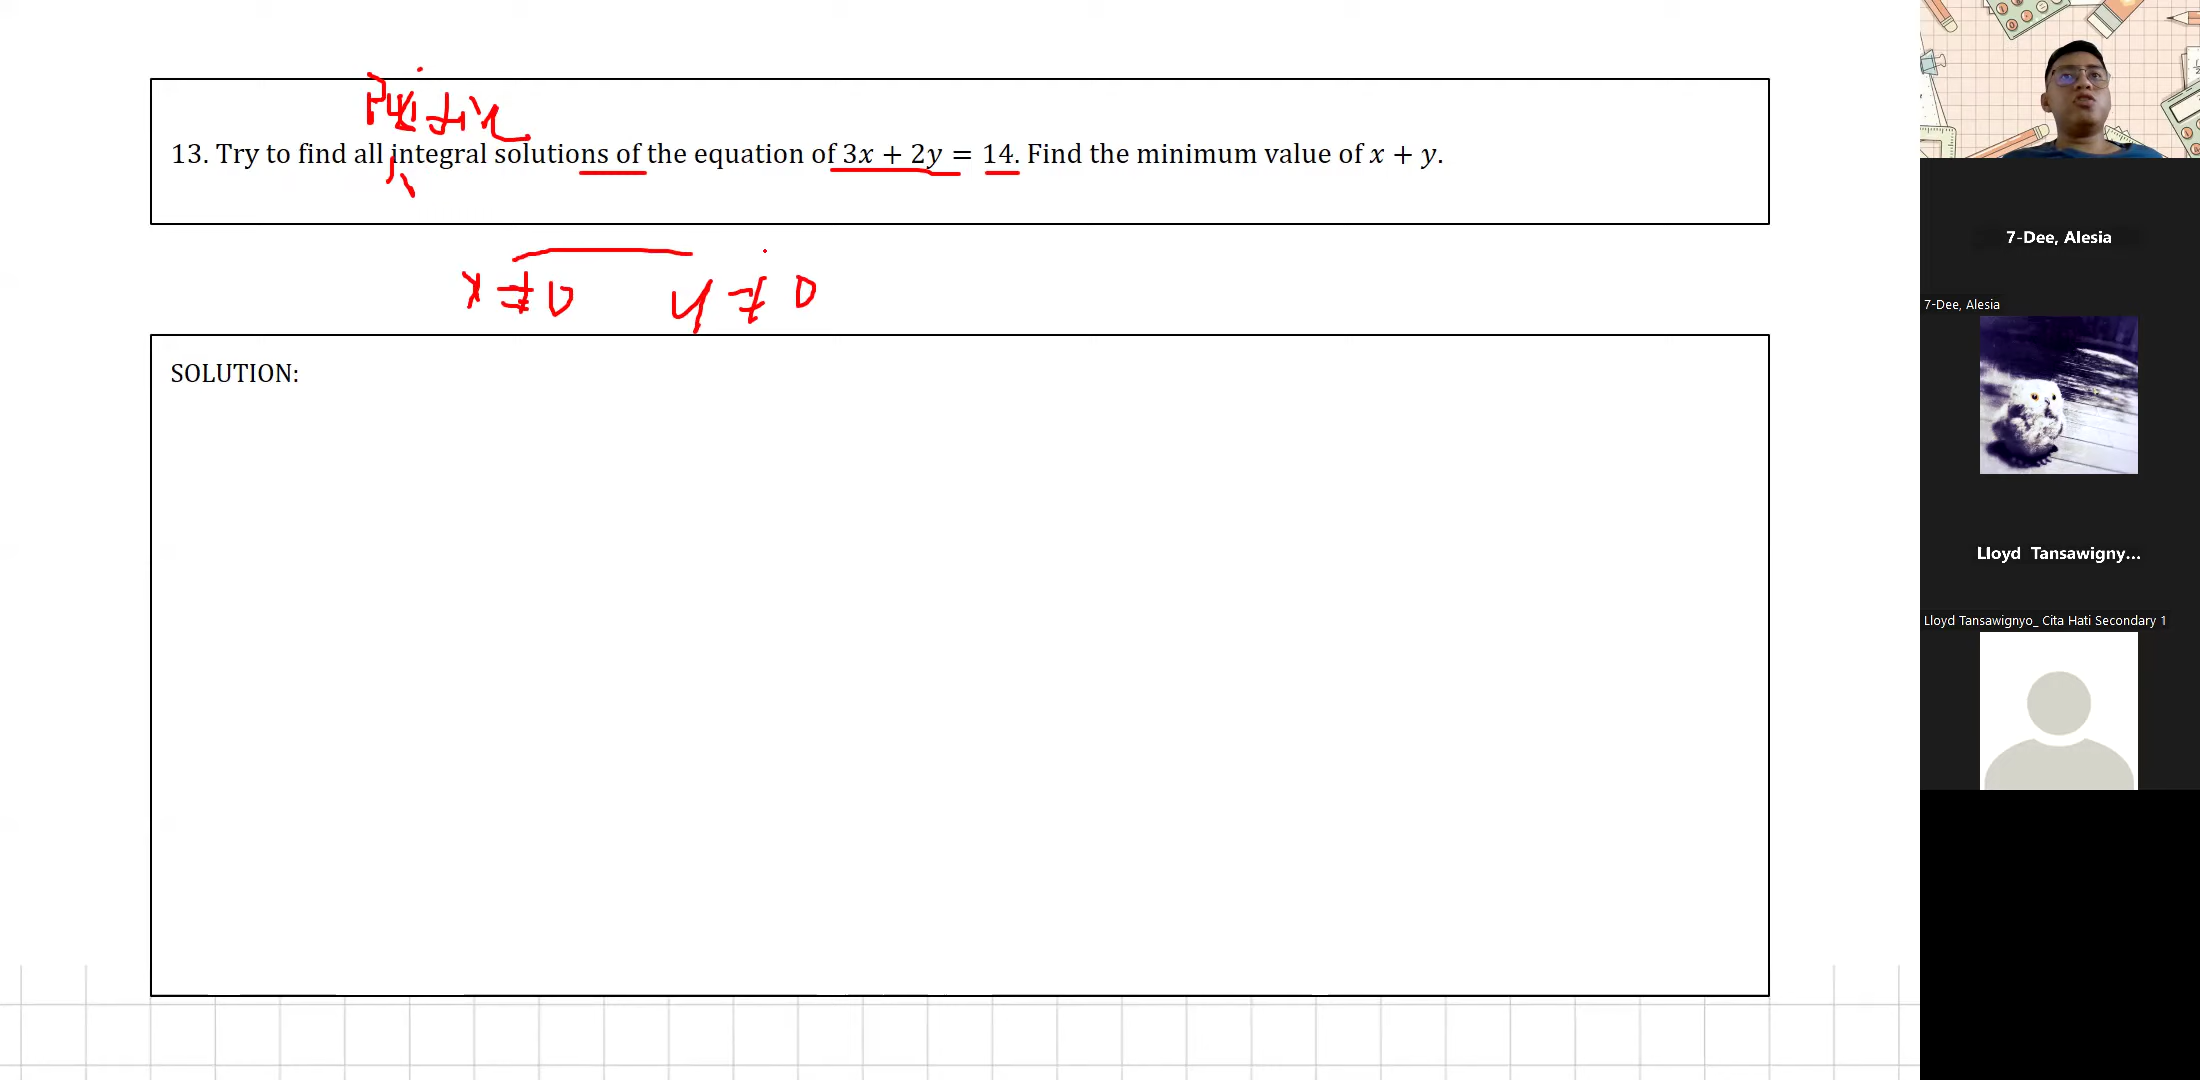 Positive
13. Try to find all integral solutions of the equation of 3x + 2y = 14. Find the minimum value of x + y.
x ≠ 0 y ≠ 0
SOLUTION:
7-Dee, Alesia
7-Dee, Alesia
Lloyd Tansawigny...
Lloyd Tansawignyo_ Cita Hati Secondary 1